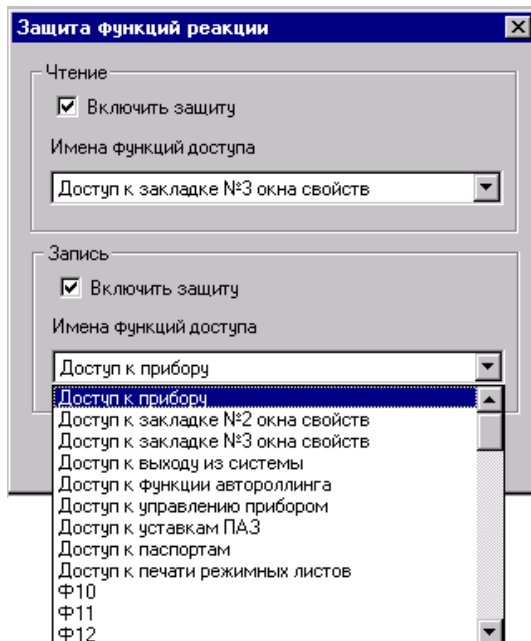 Защита функций реакции
Чтение
Включить защиту
Имена функций доступа
Доступ к закладке №3 окна свойств
Запись
Включить защиту
Имена функций доступа
Доступ к прибору
Доступ к прибору
Доступ к закладке №2 окна свойств
Доступ к закладке №3 окна свойств
Доступ к выходу из системы
Доступ к функции автороллинга
Доступ к управлению прибором
Доступ к уставкам ПАЗ
Доступ к паспортам
Доступ к печати режимных листов
Ф10
Ф11
Ф12